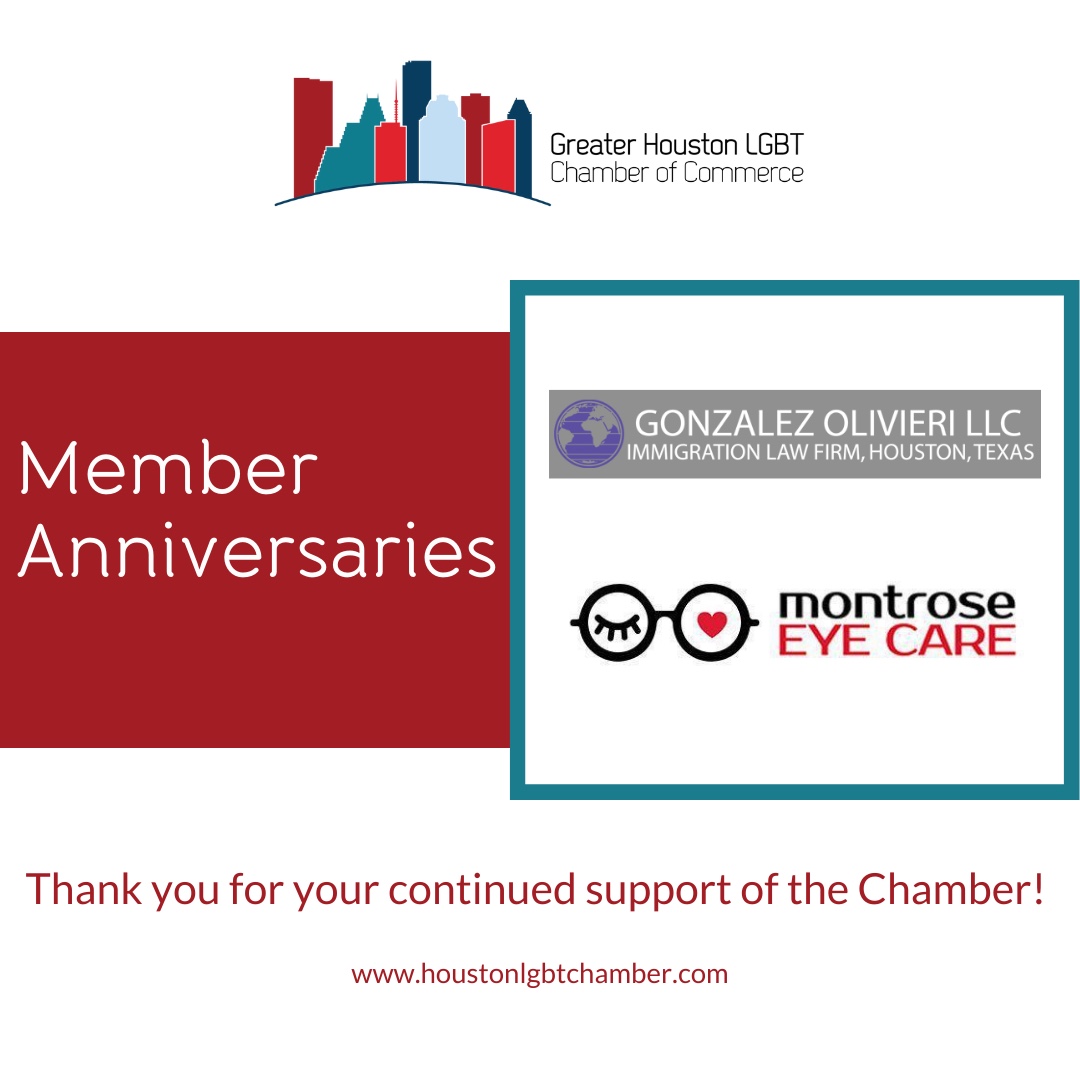 Greater Houston LGBT
Chamber of Commerce
Member
Anniversaries
GONZALEZ OLIVIERI LLC
IMMIGRATION LAW FIRM, HOUSTON, TEXAS
montrose
EYE CARE
Thank you for your continued support of the Chamber!
www.houstonlgbtchamber.com